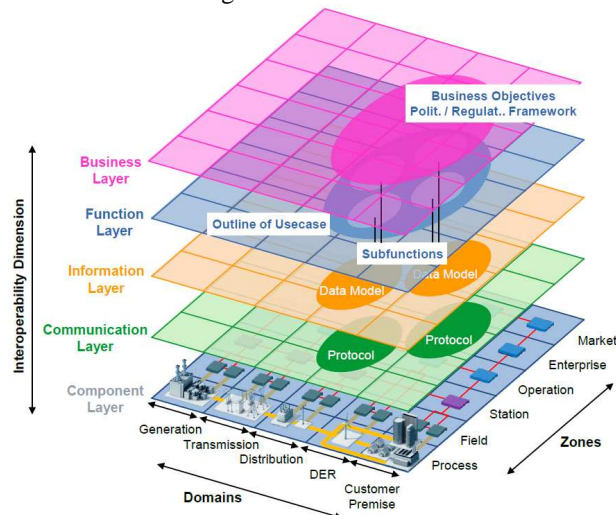 Business Objectives
Polit. / Regulat.. Framework
Business
Layer
Function
Layer
Outline of Usecase
Subfunctions
Information
Layer
Data Model
Data Model
Communication
Layer
Protocol
Protocol
Component
Layer
Interoperability Dimension
Generation
Transmission
Distribution
DER
Customer
Premise
Domains
Market
Enterprise
Operation
Station
Field
Process
Zones